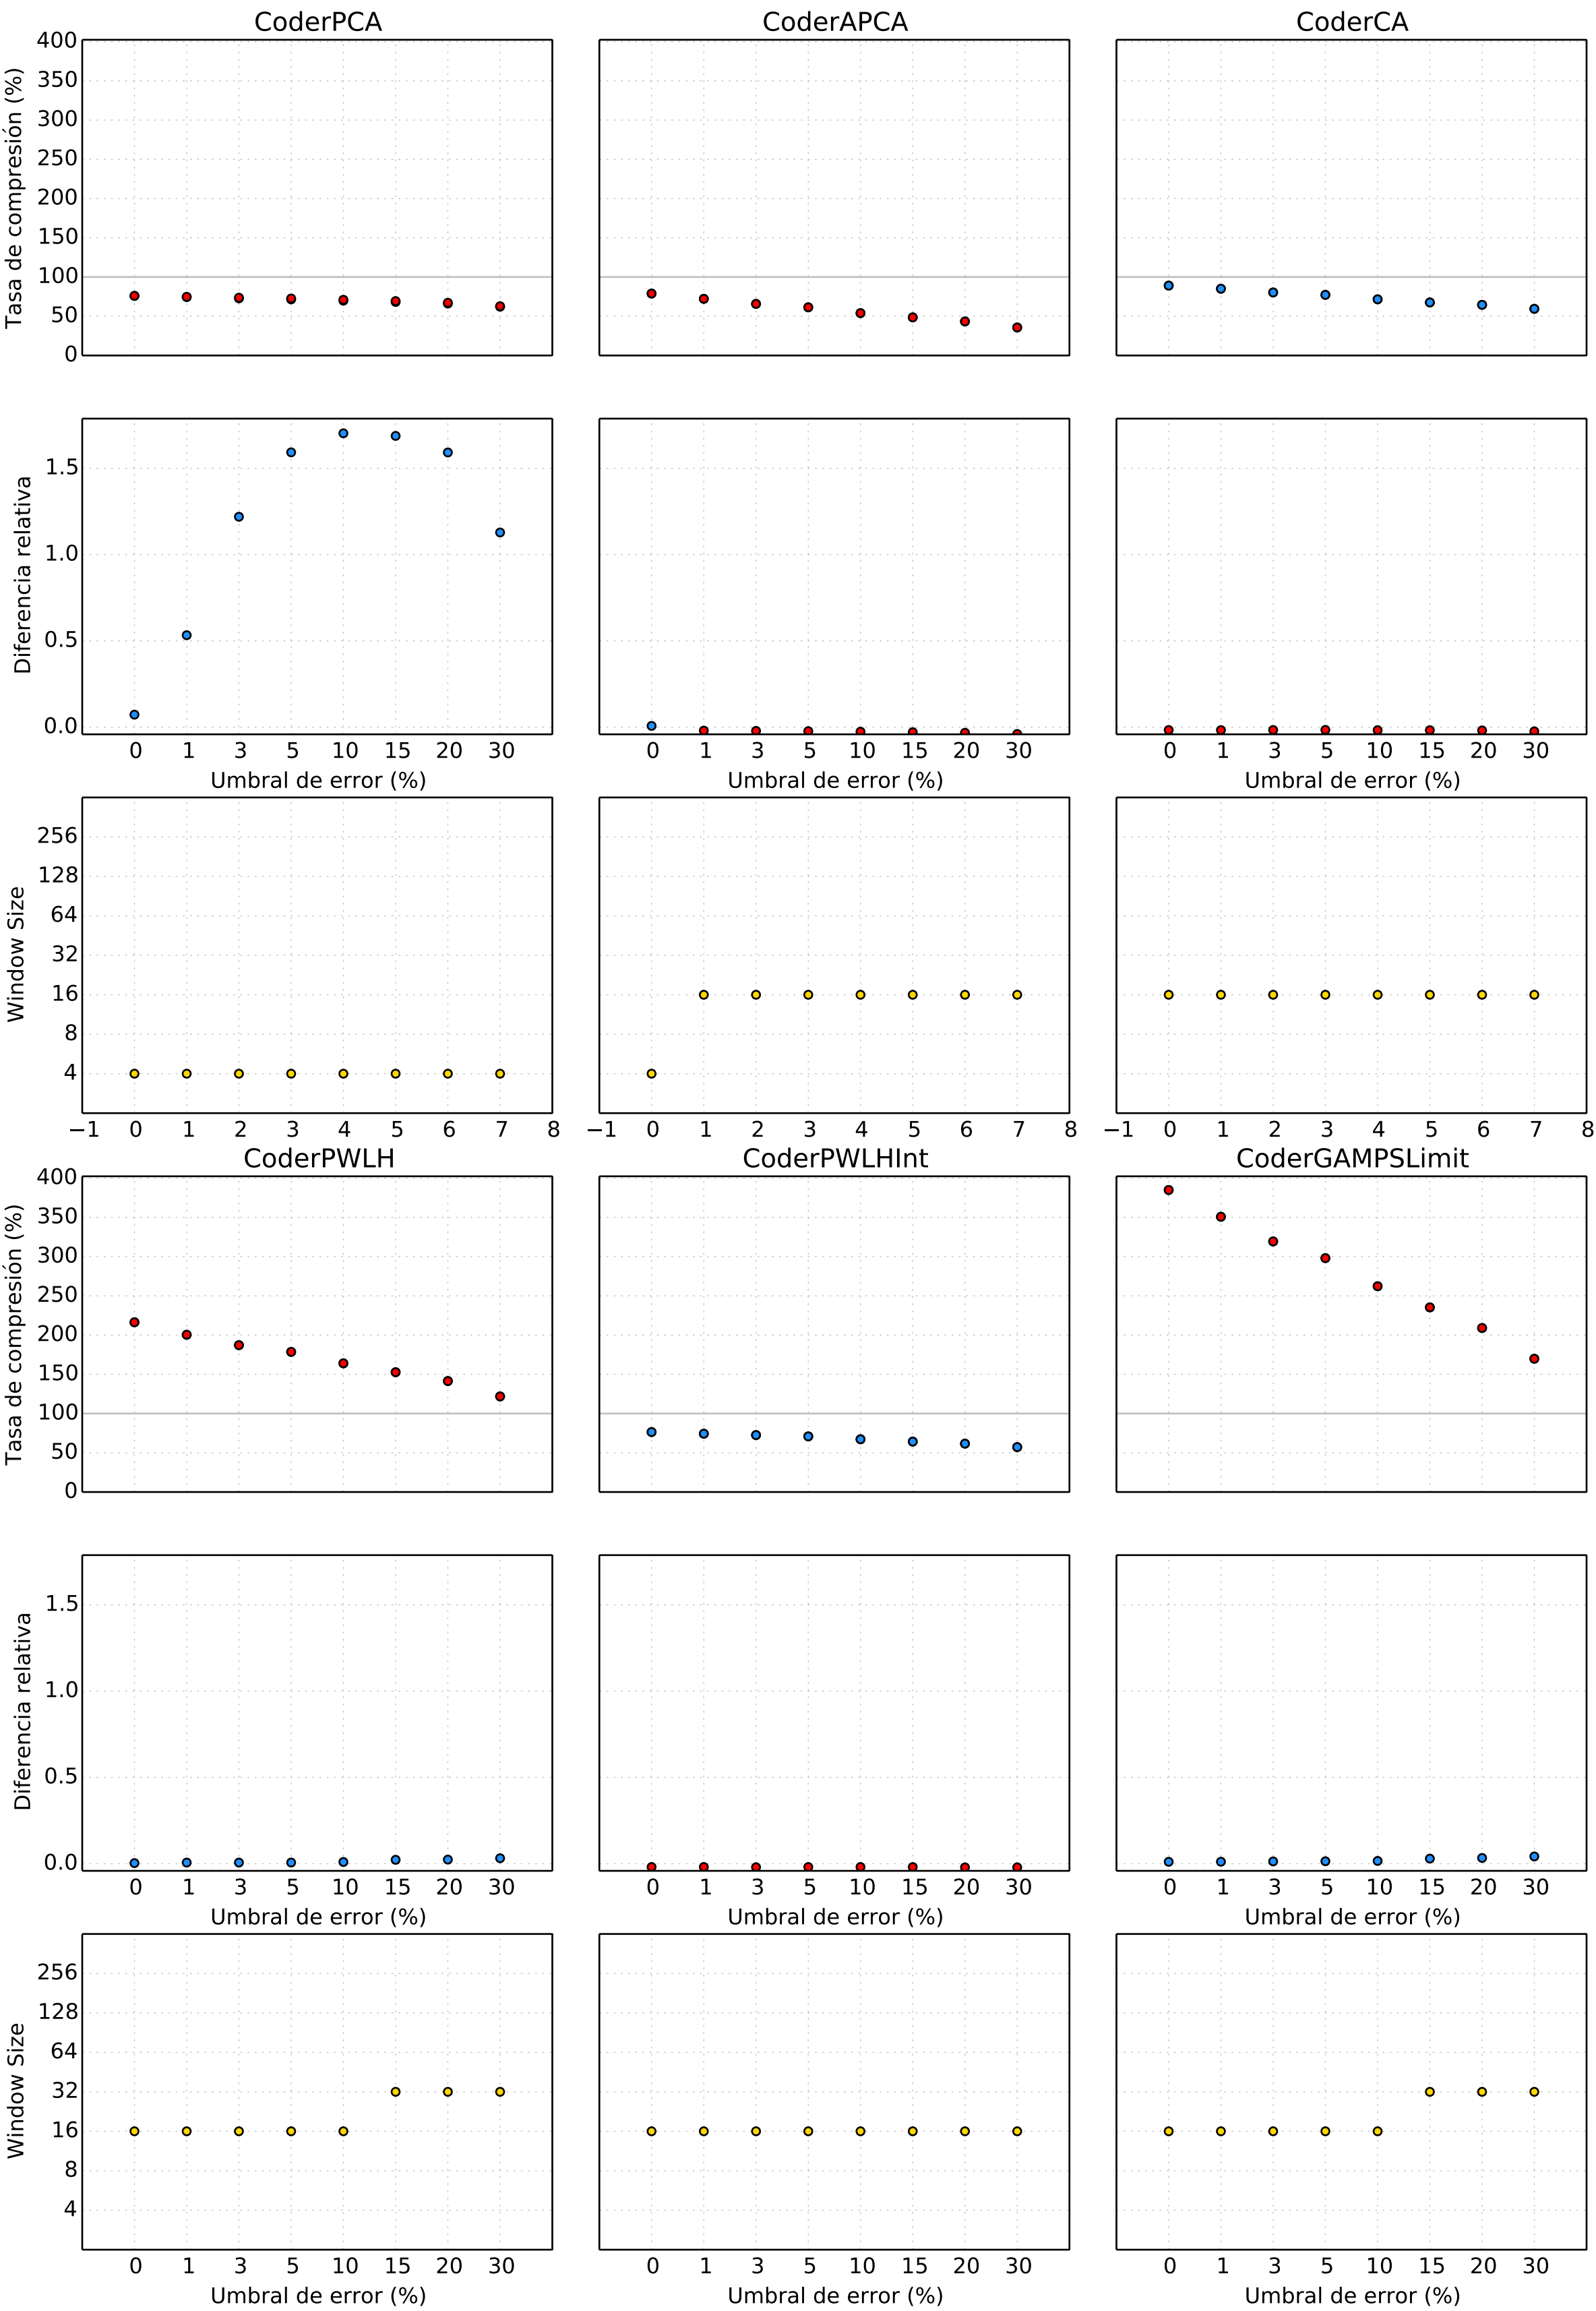 CoderPCA CoderAPCA CoderCA
Tasa de compresión (%)
400
350
300
250
200
150
100
50
0
Diferencia relativa
1.5
1.0
0.5
0.0
0 1 3 5 10 15 20 30
0 1 3 5 10 15 20 30
0 1 3 5 10 15 20 30
Umbral de error (%) Umbral de error (%) Umbral de error (%)
Window Size
256
128
64
32
16
8
4
−1 0 1 2 3 4 5 6 7 8
−1 0 1 2 3 4 5 6 7 8
−1 0 1 2 3 4 5 6 7 8
CoderPWLH CoderPWLHInt CoderGAMPSLimit
Tasa de compresión (%)
400
350
300
250
200
150
100
50
0
Diferencia relativa
1.5
1.0
0.5
0.0
0 1 3 5 10 15 20 30
0 1 3 5 10 15 20 30
0 1 3 5 10 15 20 30
Umbral de error (%) Umbral de error (%) Umbral de error (%)
Window Size
256
128
64
32
16
8
4
0 1 3 5 10 15 20 30
0 1 3 5 10 15 20 30
0 1 3 5 10 15 20 30
Umbral de error (%) Umbral de error (%) Umbral de error (%)